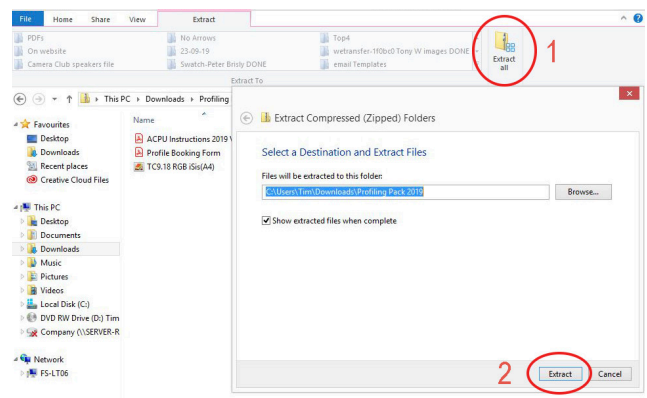 File Home Share View Extract
PDFs No Arrows Top4
On website 23-09-19 wetransfer-1f0bc0 Tony W images DONE
Camera Club speakers file Swatch-Peter Brisly DONE email Templates
Extract all
1
Extract To
This PC Downloads Profiling
Favourites
Desktop
Downloads
Recent places
Creative Cloud Files
This PC
Desktop
Documents
Downloads
Music
Pictures
Videos
Local Disk (C:)
DVD RW Drive (D:) Tim
Company (\\SERVER-R
Network
FS-LT06
Name
ACPU Instructions 2019 V
Profile Booking Form
TC9.18 RGB iSis(A4)
Extract Compressed (Zipped) Folders
Select a Destination and Extract Files
Files will be extracted to this folder:
C:\Users\Tim\Downloads\Profiling Pack 2019 Browse...
Show extracted files when complete
2
Extract Cancel